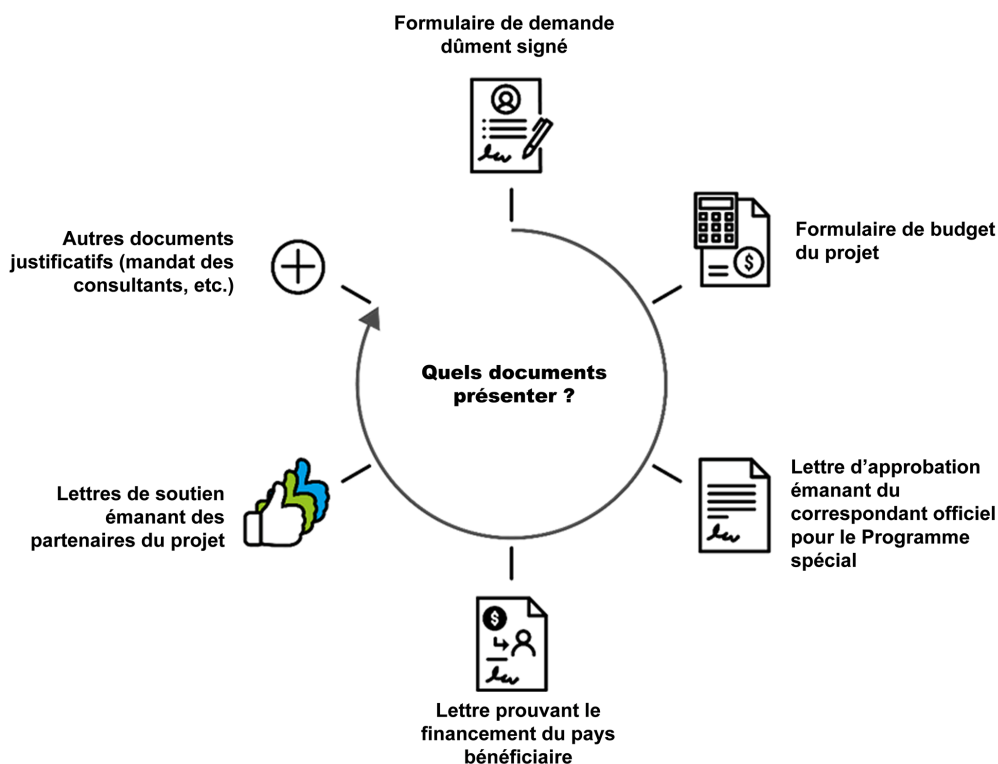 Formulaire de demande
dûment signé
Formulaire de budget
du projet
Lettre d’approbation
émanant du
correspondant officiel
pour le Programme
spécial
Lettre prouvant le
financement du pays
bénéficiaire
Lettres de soutien
émanant des
partenaires du projet
Autres documents
justificatifs (mandat des
consultants, etc.)
Quels documents
présenter ?